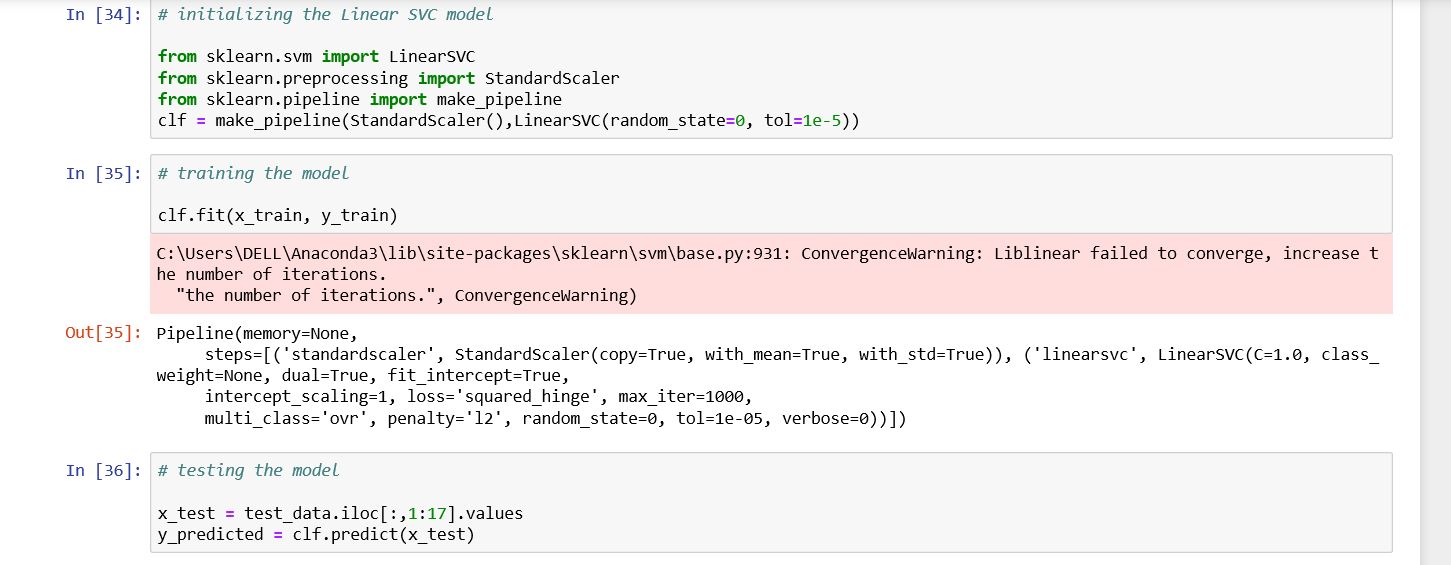 In [34]: # initializing the Linear SVC model
from sklearn.svm import LinearSVC
from sklearn.preprocessing import StandardScaler
from sklearn.pipeline import make_pipeline
clf = make_pipeline(StandardScaler(),LinearSVC(random_state=0, tol=1e-5))
In [35]: # training the model
clf.fit(x_train, y_train)
C:\Users\DELL\Anaconda3\lib\site-packages\sklearn\svm\base.py:931: ConvergenceWarning: Liblinear failed to converge, increase t
he number of iterations.
"the number of iterations.", ConvergenceWarning)
Out[35]: Pipeline(memory=None,
steps=[('standardscaler', StandardScaler(copy=True, with_mean=True, with_std=True)), ('linearsvc', LinearSVC(C=1.0, class_
weight=None, dual=True, fit_intercept=True,
intercept_scaling=1, loss='squared_hinge', max_iter=1000,
multi_class='ovr', penalty='l2', random_state=0, tol=1e-05, verbose=0))])
In [36]: # testing the model
x_test = test_data.iloc[:,1:17].values
y_predicted = clf.predict(x_test)